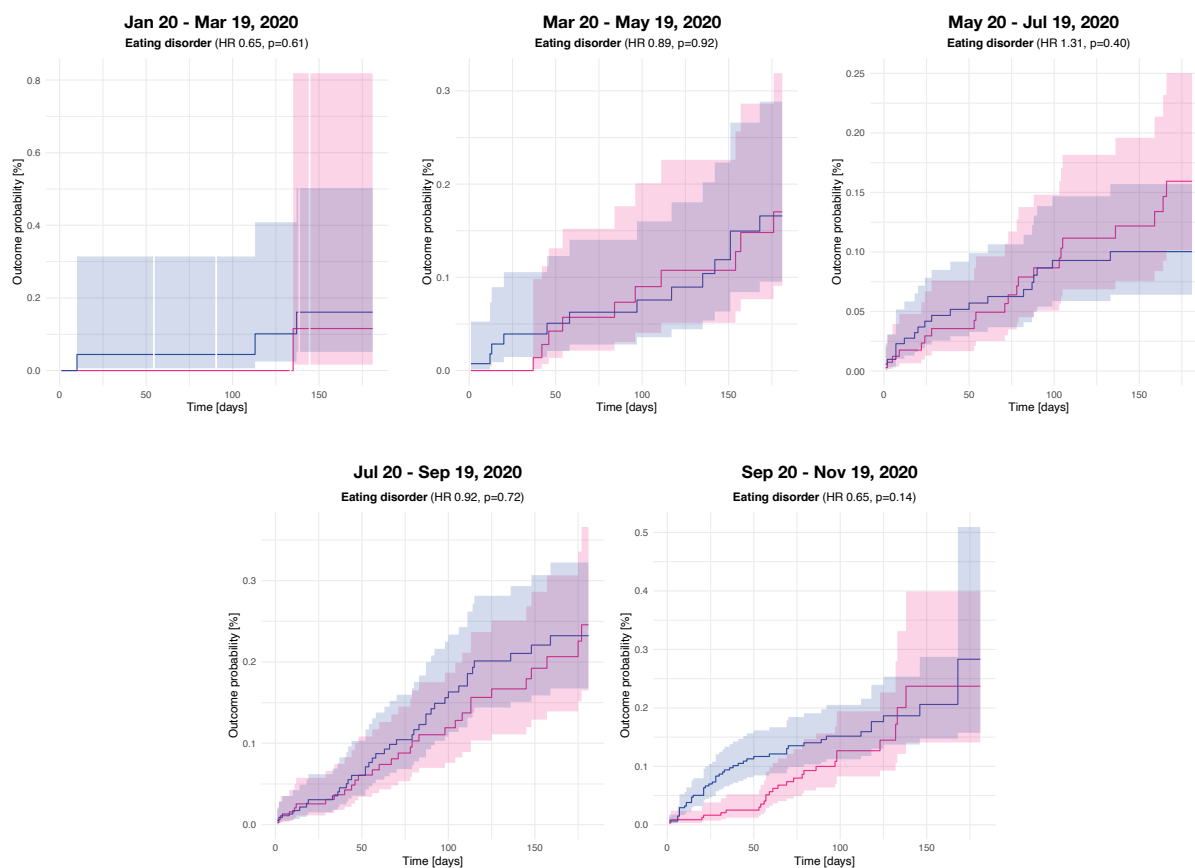 Jan 20 - Mar 19, 2020
Eating disorder (HR 0.65, p=0.61)
0.8
0.6
0.4
0.2
0.0
Outcome probability [%]
0
50
100
150
Time [days]
Mar 20 - May 19, 2020
Eating disorder (HR 0.89, p=0.92)
0.3
0.2
0.1
0.0
Outcome probability [%]
0
50
100
150
Time [days]
May 20 - Jul 19, 2020
Eating disorder (HR 1.31, p=0.40)
0.25
0.20
0.15
0.10
0.05
0.00
Outcome probability [%]
0
50
100
150
Time [days]
Jul 20 - Sep 19, 2020
Eating disorder (HR 0.92, p=0.72)
0.3
0.2
0.1
0.0
Outcome probability [%]
0
50
100
150
Time [days]
Sep 20 - Nov 19, 2020
Eating disorder (HR 0.65, p=0.14)
0.5
0.4
0.3
0.2
0.1
0.0
Outcome probability [%]
0
50
100
150
Time [days]